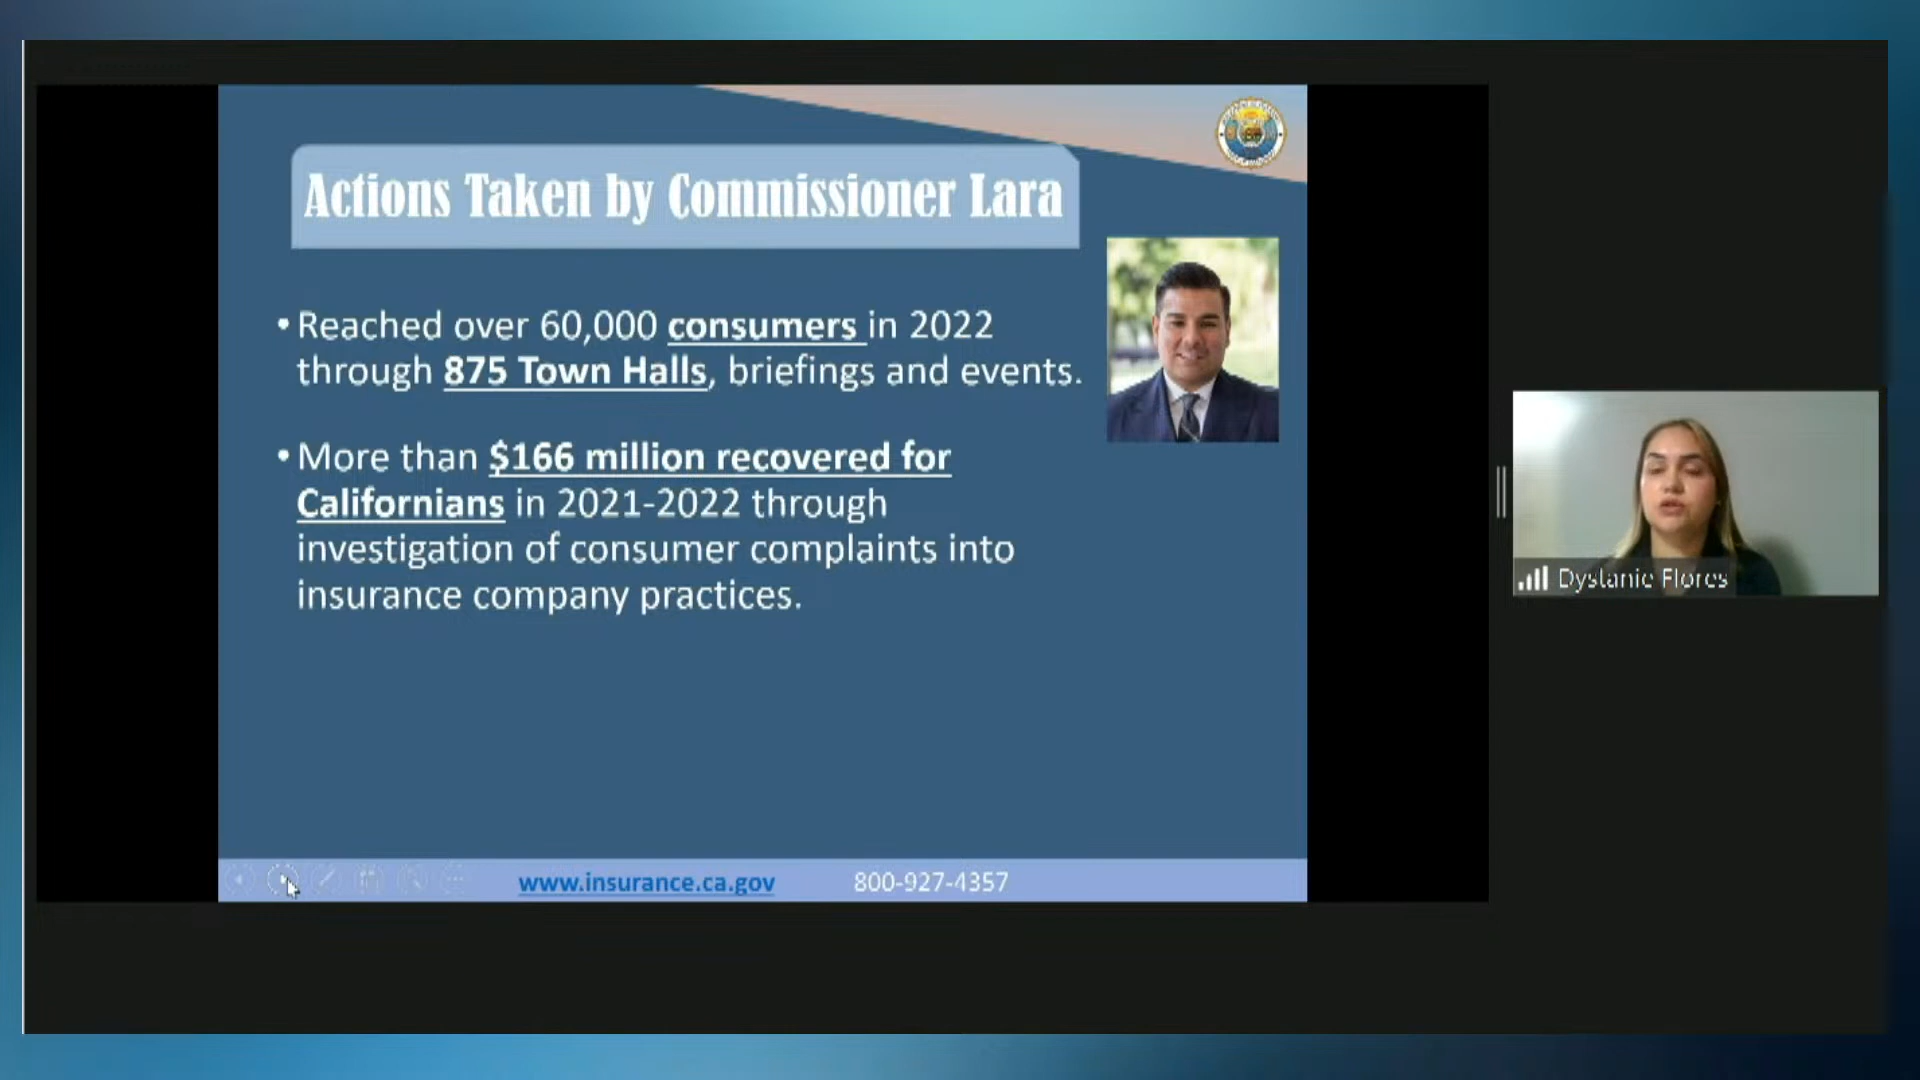 Actions Taken by Commissioner Lara
• Reached over 60,000 consumers in 2022
through 875 Town Halls, briefings and events.
• More than $166 million recovered for
Californians in 2021-2022 through
investigation of consumer complaints into
insurance company practices.
Dystanie Flores
www.insurance.ca.gov 800-927-4357